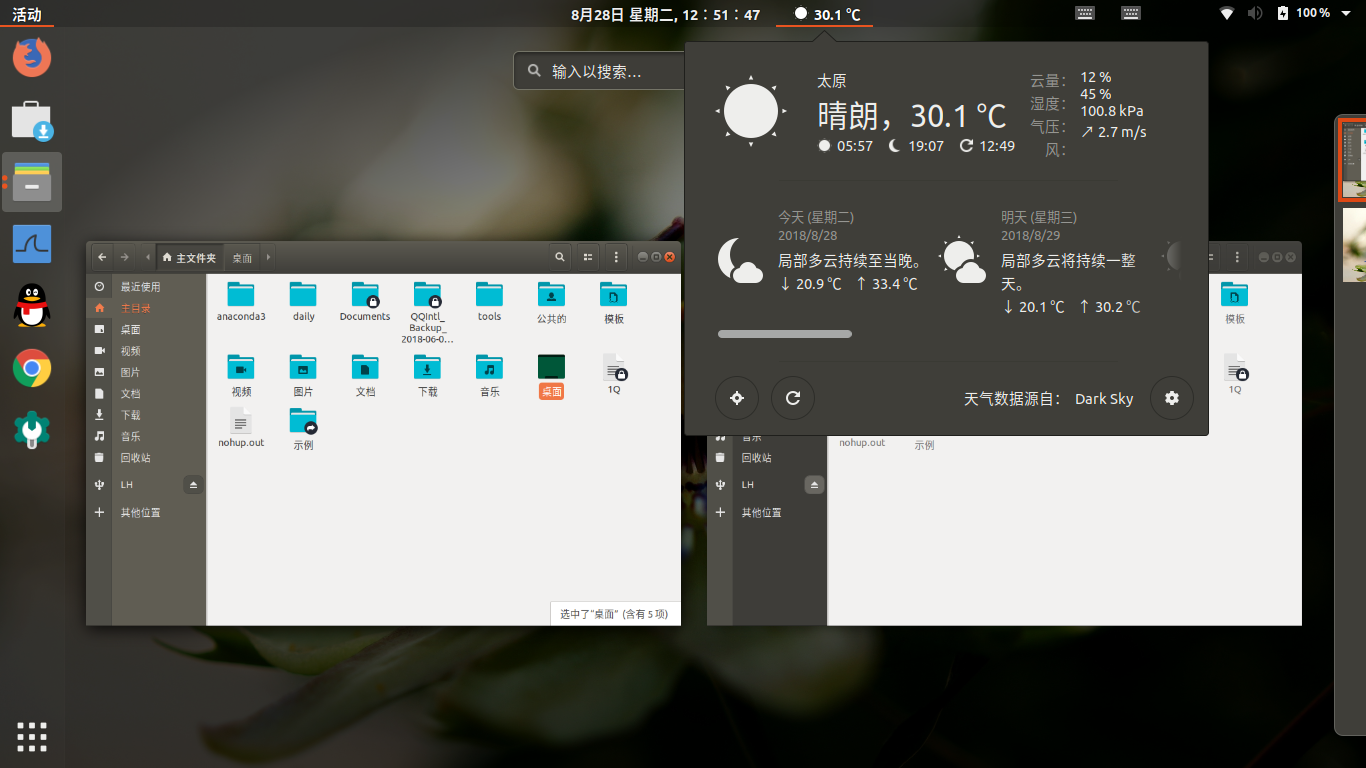 活动
8月28日 星期二, 12∶51∶47
30.1 ℃
100 %
输入以搜索…
太原
晴朗，30.1 ℃
05:57
19:07
12:49
云量：
12 %
湿度：
45 %
气压：
100.8 kPa
风：
↗ 2.7 m/s
今天 (星期二)
2018/8/28
局部多云持续至当晚。
↓ 20.9 ℃ ↑ 33.4 ℃
明天 (星期三)
2018/8/29
局部多云将持续一整
天。
↓ 20.1 ℃ ↑ 30.2 ℃
天气数据源自： Dark Sky
主文件夹
桌面
最近使用
主目录
桌面
视频
图片
文档
下载
音乐
回收站
LH
其他位置
anaconda3
daily
Documents
QQIntl_
Backup_
2018-06-0…
tools
公共的
模板
视频
图片
文档
下载
音乐
桌面
1Q
nohup.out
示例
选中了"桌面" (含有 5 项)
模板
1Q
音乐
nohup.out
示例
回收站
LH
其他位置